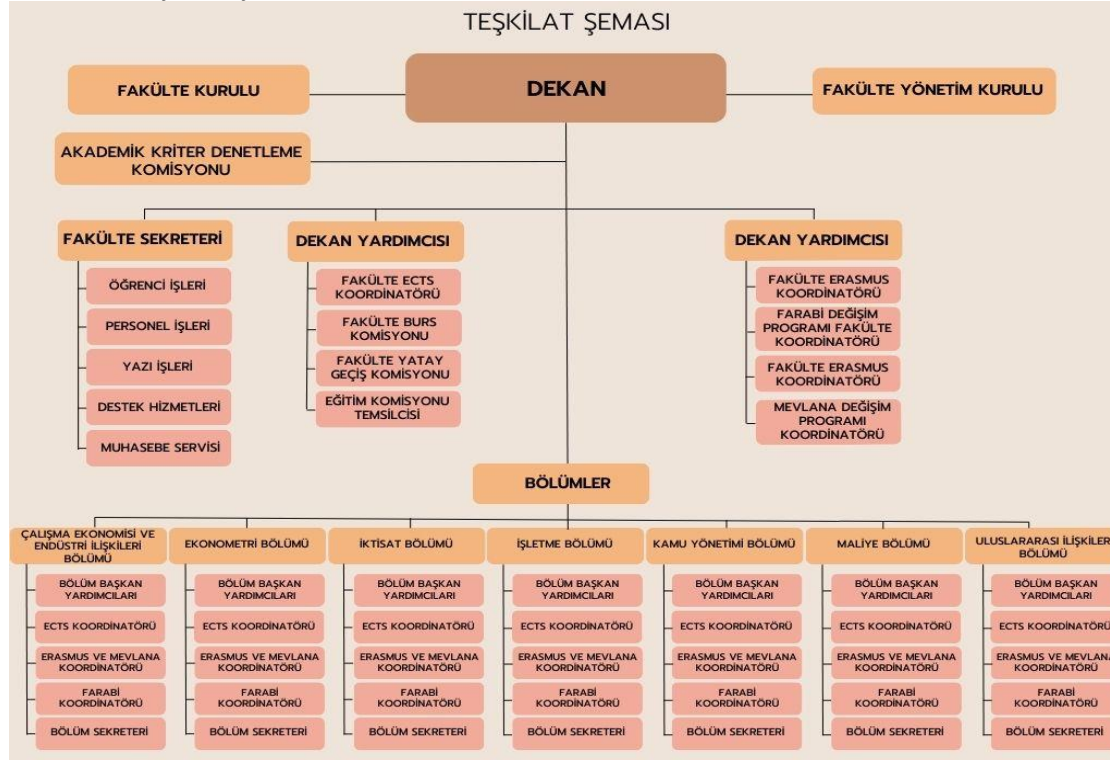 TEŞKİLAT ŞEMASI
FAKÜLTE KURULU
DEKAN
FAKÜLTE YÖNETİM KURULU
AKADEMİK KRİTER DENETLEME
KOMİSYONU
FAKÜLTE SEKRETERİ
ÖĞRENCİ İŞLERİ
PERSONEL İŞLERİ
YAZI İŞLERİ
DESTEK HİZMETLERİ
MUHASEBE SERVİSİ
DEKAN YARDIMCISI
FAKÜLTE ECTS
KOORDİNATÖRÜ
FAKÜLTE BURS
KOMİSYONU
FAKÜLTE YATAY
GEÇİŞ KOMİSYONU
EĞİTİM KOMİSYONU
TEMSİLCİSİ
DEKAN YARDIMCISI
FAKÜLTE ERASMUS
KOORDİNATÖRÜ
FARABİ DEĞİŞİM
PROGRAMI FAKÜLTE
KOORDİNATÖRÜ
FAKÜLTE ERASMUS
KOORDİNATÖRÜ
MEVLANA DEĞİŞİM
PROGRAMI
KOORDİNATÖRÜ
BÖLÜMLER
ÇALIŞMA EKONOMİSİ VE
ENDÜSTRİ İLİŞKİLERİ
BÖLÜMÜ
BÖLÜM BAŞKAN
YARDIMCILARI
ECTS KOORDİNATÖRÜ
ERASMUS VE MEVLANA
KOORDİNATÖRÜ
FARABİ
KOORDİNATÖRÜ
BÖLÜM SEKRETERİ
EKONOMETRİ BÖLÜMÜ
BÖLÜM BAŞKAN
YARDIMCILARI
ECTS KOORDİNATÖRÜ
ERASMUS VE MEVLANA
KOORDİNATÖRÜ
FARABİ
KOORDİNATÖRÜ
BÖLÜM SEKRETERİ
İKTİSAT BÖLÜMÜ
BÖLÜM BAŞKAN
YARDIMCILARI
ECTS KOORDİNATÖRÜ
ERASMUS VE MEVLANA
KOORDİNATÖRÜ
FARABİ
KOORDİNATÖRÜ
BÖLÜM SEKRETERİ
İŞLETME BÖLÜMÜ
BÖLÜM BAŞKAN
YARDIMCILARI
ECTS KOORDİNATÖRÜ
ERASMUS VE MEVLANA
KOORDİNATÖRÜ
FARABİ
KOORDİNATÖRÜ
BÖLÜM SEKRETERİ
KAMU YÖNETİMİ BÖLÜMÜ
BÖLÜM BAŞKAN
YARDIMCILARI
ECTS KOORDİNATÖRÜ
ERASMUS VE MEVLANA
KOORDİNATÖRÜ
FARABİ
KOORDİNATÖRÜ
BÖLÜM SEKRETERİ
MALİYE BÖLÜMÜ
BÖLÜM BAŞKAN
YARDIMCILARI
ECTS KOORDİNATÖRÜ
ERASMUS VE MEVLANA
KOORDİNATÖRÜ
FARABİ
KOORDİNATÖRÜ
BÖLÜM SEKRETERİ
ULUSLARARASI İLİŞKİLER
BÖLÜMÜ
BÖLÜM BAŞKAN
YARDIMCILARI
ECTS KOORDİNATÖRÜ
ERASMUS VE MEVLANA
KOORDİNATÖRÜ
FARABİ
KOORDİNATÖRÜ
BÖLÜM SEKRETERİ